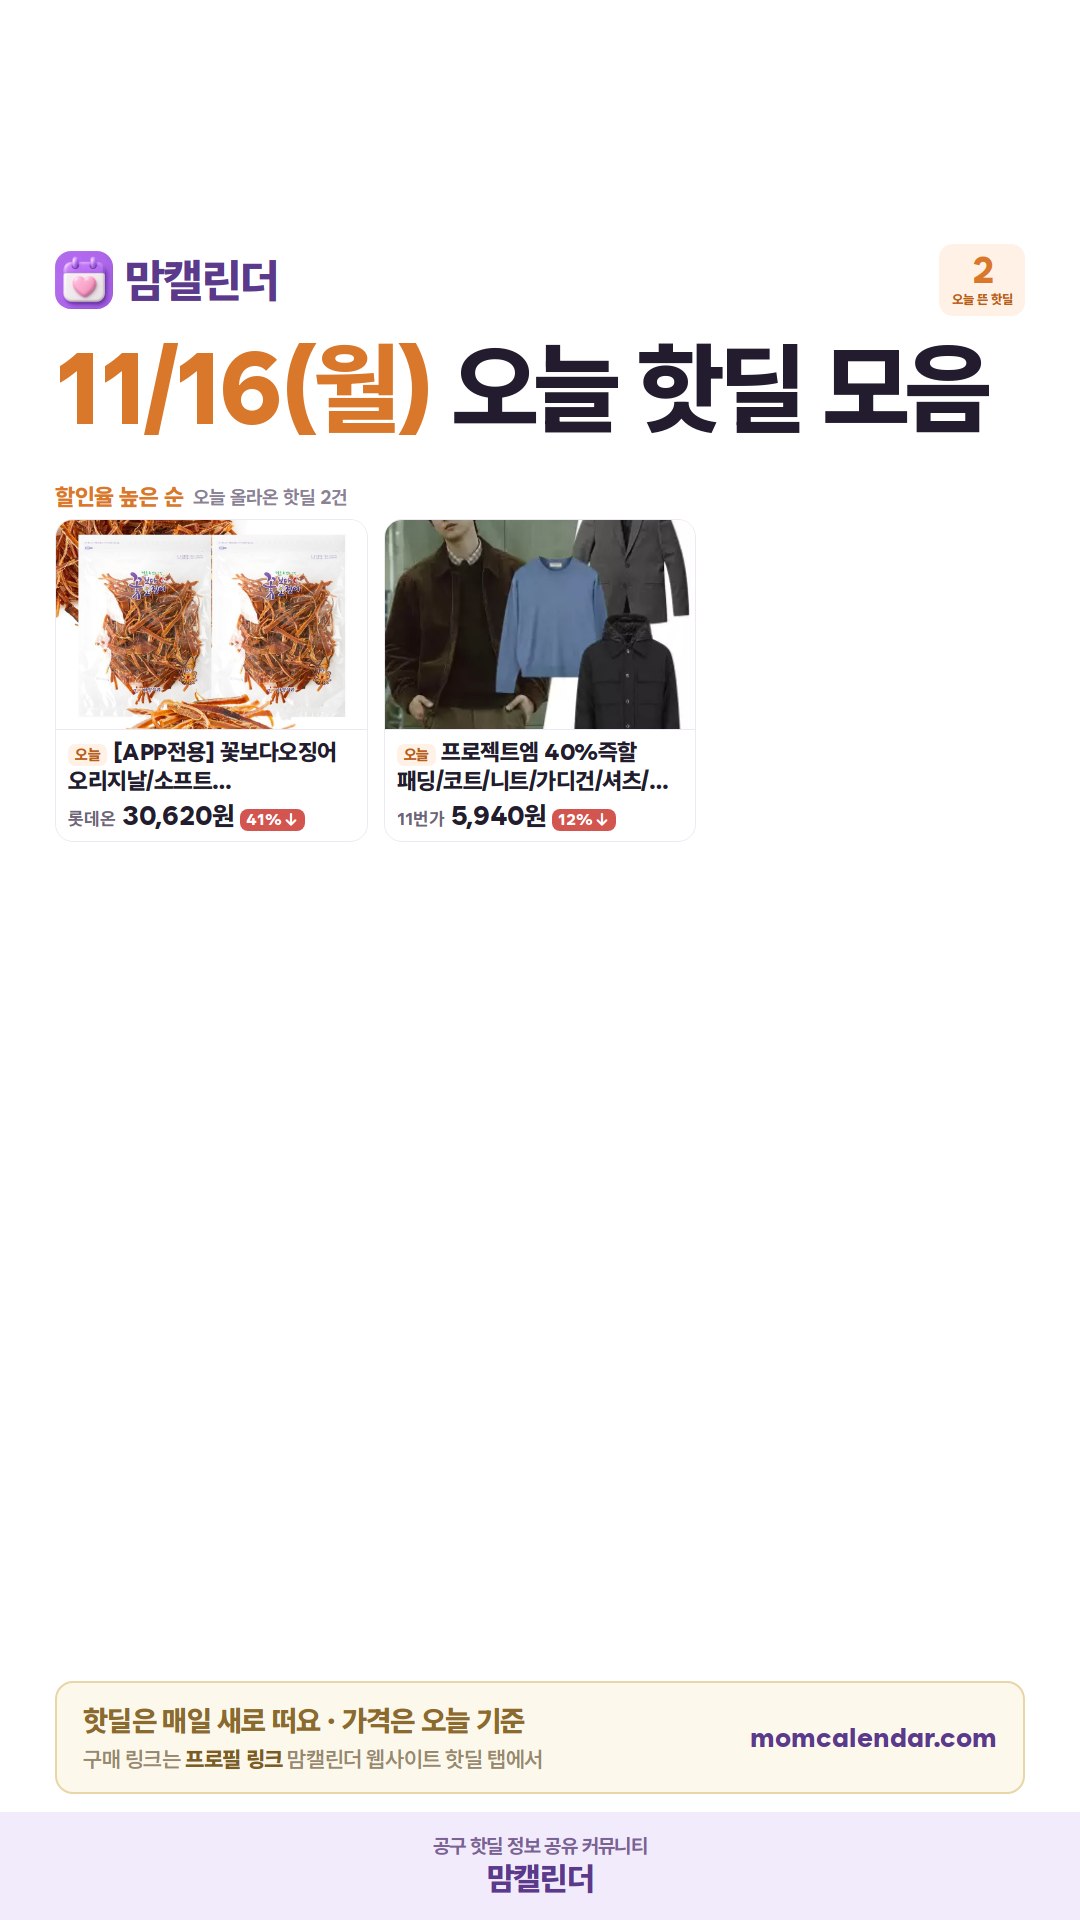 맘캘린더
2
오늘 뜬 핫딜
11/16(월) 오늘 핫딜 모음
할인율 높은 순 오늘 올라온 핫딜 2건
오늘 [APP전용] 꽃보다오징어
오리지날/소프트...
롯데온 30,620원 41%↓
오늘 프로젝트엠 40%즉할
패딩/코트/니트/가디건/셔츠/...
11번가 5,940원 12%↓
핫딜은 매일 새로 떠요 · 가격은 오늘 기준
구매 링크는 프로필 링크 맘캘린더 웹사이트 핫딜 탭에서
momcalendar.com
공구 핫딜 정보 공유 커뮤니티
맘캘린더